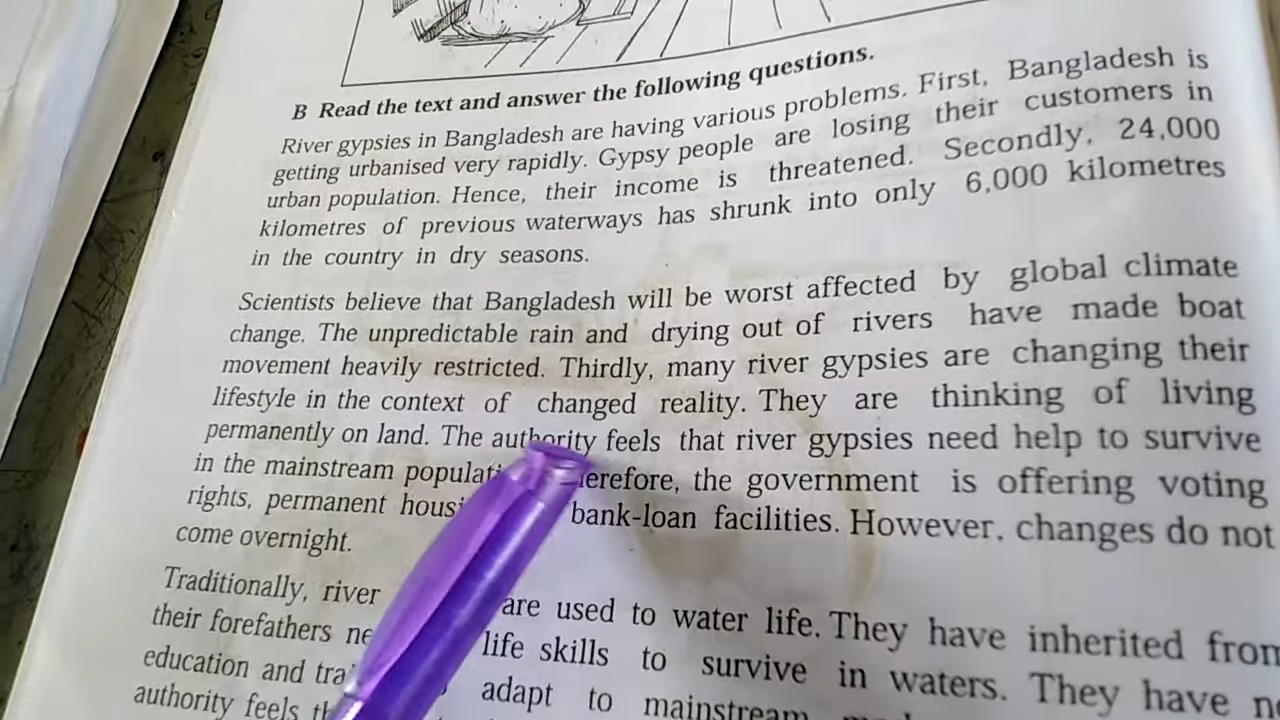 B Read the text and answer the following questions.
River gypsies in Bangladesh are having various problems. First, Bangladesh is
getting urbanised very rapidly. Gypsy people are losing their customers in
urban population. Hence, their income is threatened. Secondly, 24,000
kilometres of previous waterways has shrunk into only 6,000 kilometres
in the country in dry seasons.
Scientists believe that Bangladesh will be worst affected by global climate
change. The unpredictable rain and drying out of rivers have made boat
movement heavily restricted. Thirdly, many river gypsies are changing their
lifestyle in the context of changed reality. They are thinking of living
permanently on land. The authority feels that river gypsies need help to survive
in the mainstream the government is offering voting
rights, permanent bank-loan facilities. However, changes do not
come overnight.
Traditionally, river are used to water life. They have inherited
their forefathers life skills to survive in waters. They have
education and adapt to mainstream
authority feels